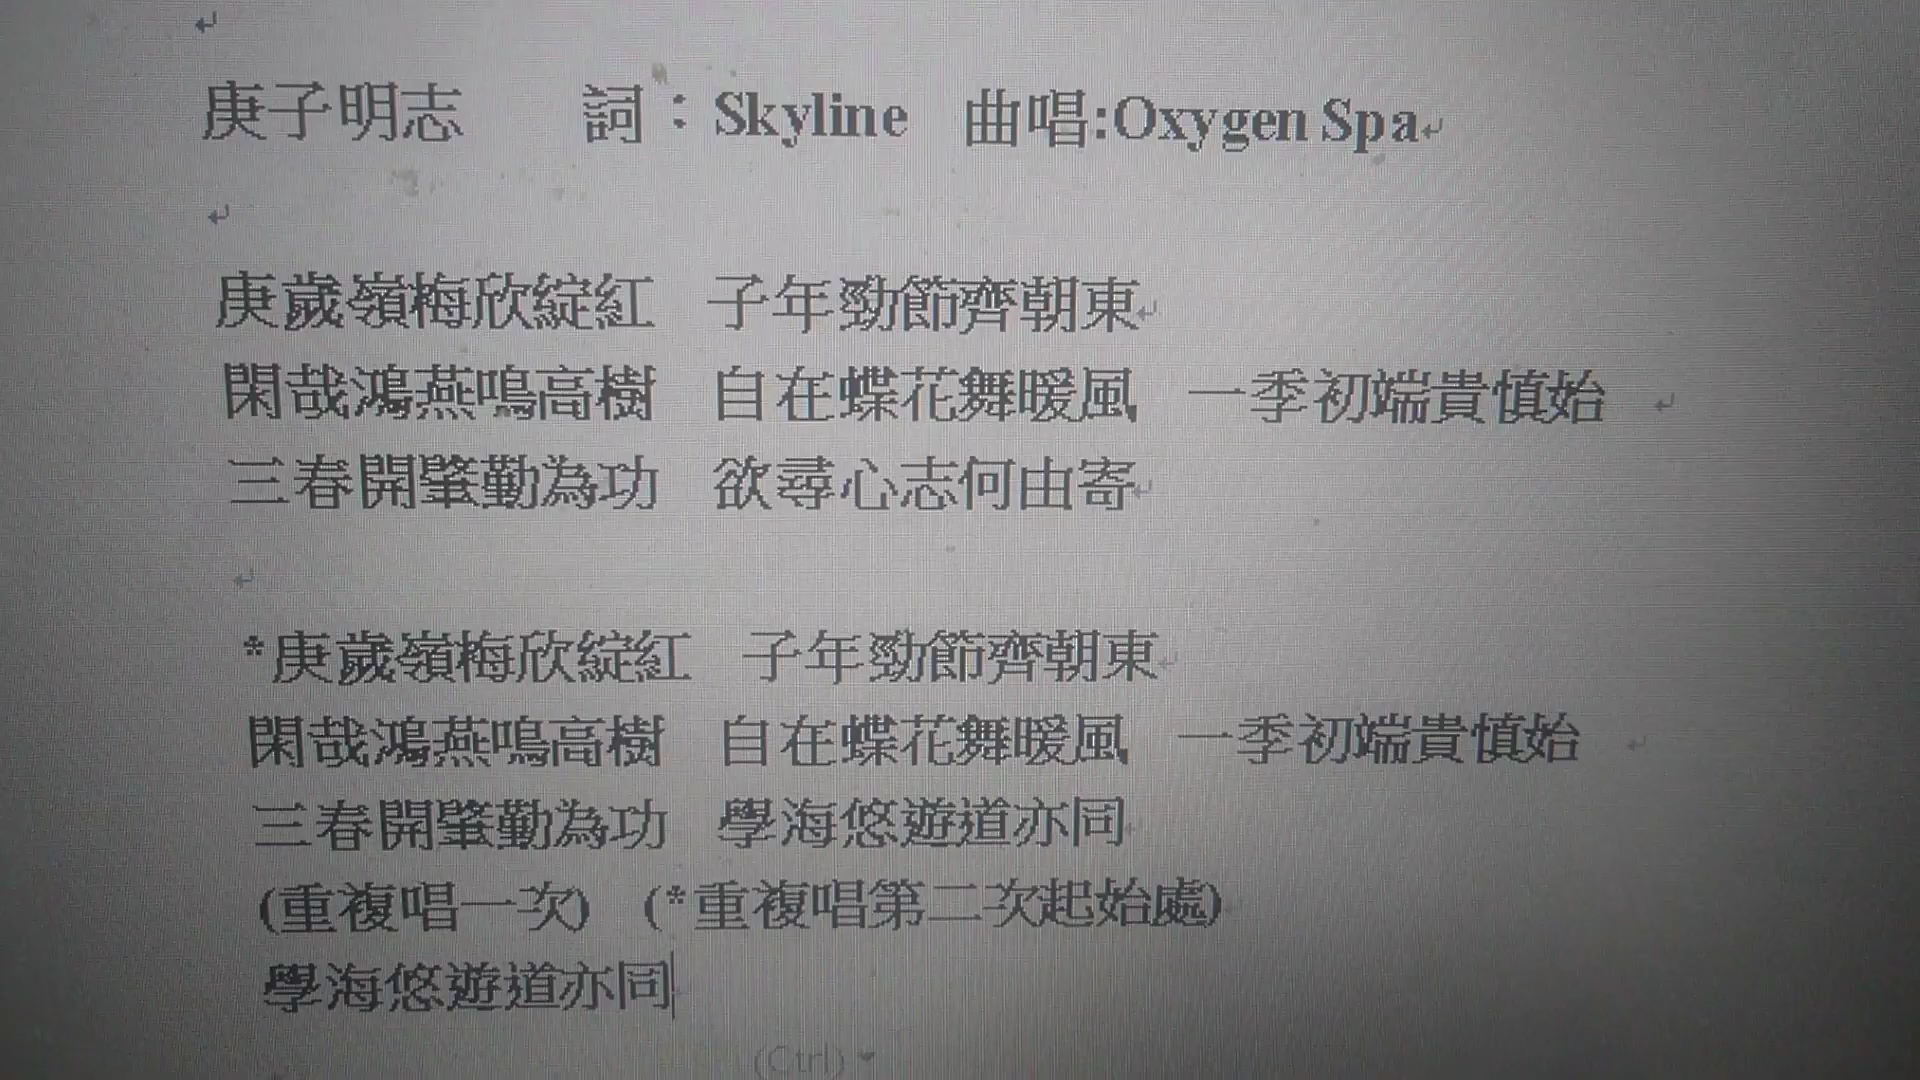 庚子明志 詞：Skyline 曲唱:Oxygen Spa
庚歲嶺梅欣綻紅 子年勁節齊朝東
閑哉鴻燕鳴高樹 自在蝶花舞暖風 一季初端貴慎始
三春開肇勤為功 欲尋心志何由寄
*庚歲嶺梅欣綻紅 子年勁節齊朝東
閑哉鴻燕鳴高樹 自在蝶花舞暖風 一季初端貴慎始
三春開肇勤為功 學海悠遊道亦同
(重複唱一次) (*重複唱第二次起始處)
學海悠遊道亦同
(Ctrl)